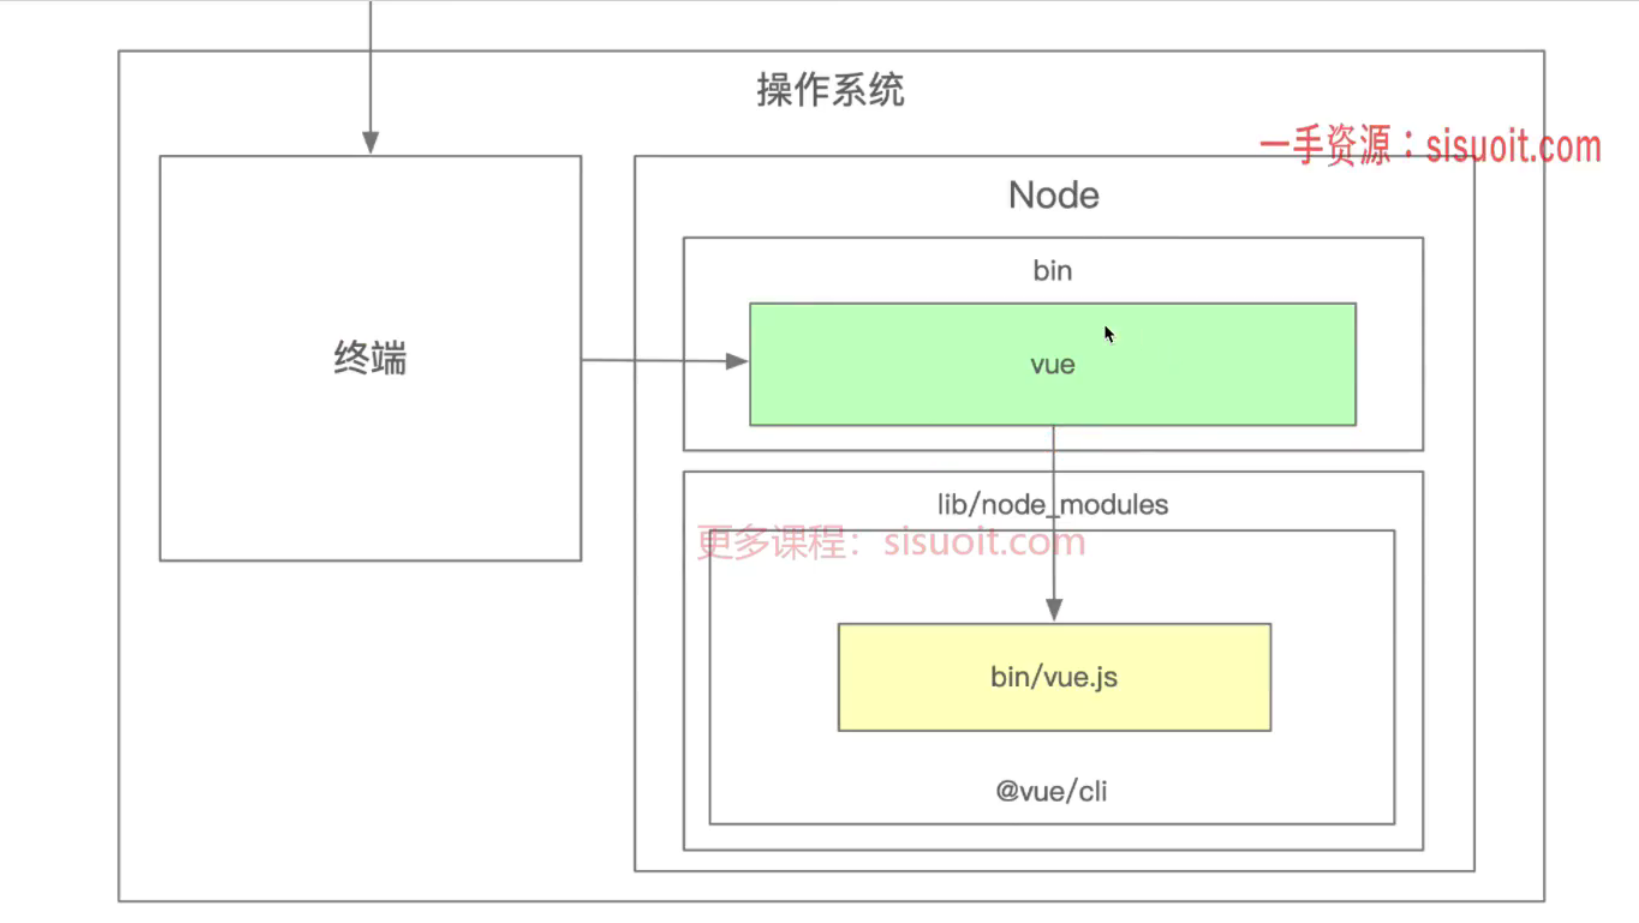 操作系统
一手资源：sisuoit.com
Node
bin
终端
vue
lib/node_modules
更多课程：sisuoit.com
bin/vue.js
@vue/cli